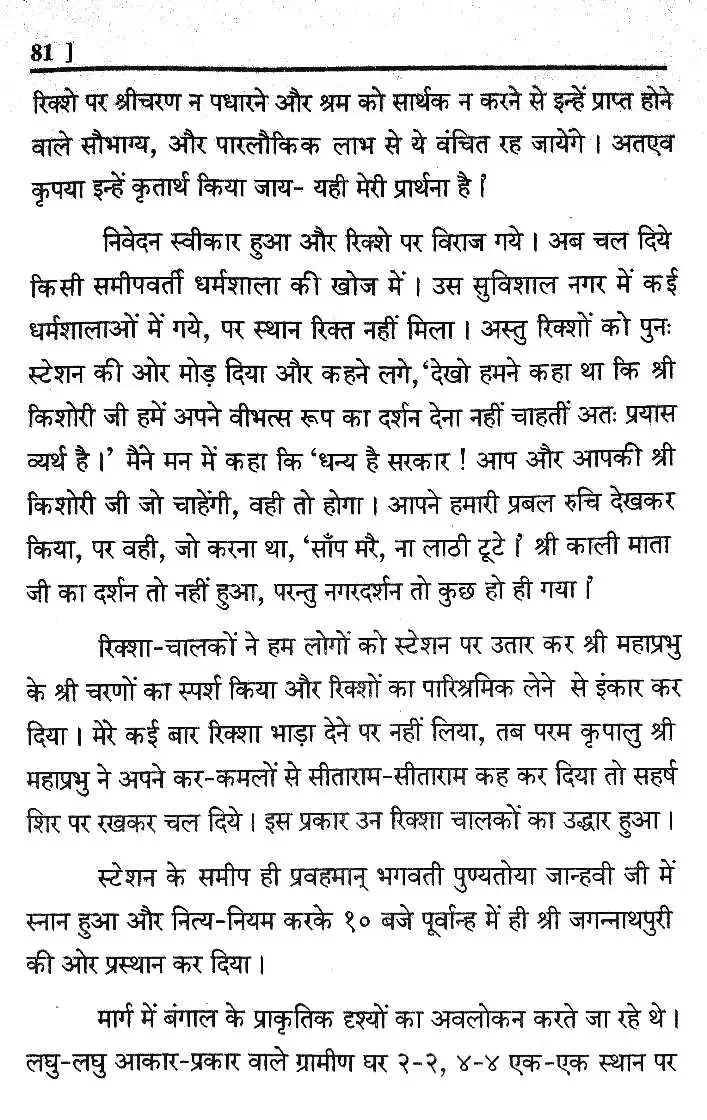 81 ]
रिक्शे पर श्रीचरण न पधारने और श्रम को सार्थक न करने से इन्हें प्राप्त होने
वाले सौभाग्य, और पारलौकिक लाभ से ये वंचित रह जायेंगे । अतएव
कृपया इन्हें कृतार्थ किया जाय- यही मेरी प्रार्थना है ।
निवेदन स्वीकार हुआ और रिक्शे पर विराज गये । अब चल दिये
किसी समीपवर्ती धर्मशाला की खोज में । उस सुविशाल नगर में कई
धर्मशालाओं में गये, पर स्थान रिक्त नहीं मिला । अस्तु रिक्शों को पुनः
स्टेशन की ओर मोड़ दिया और कहने लगे, ‘देखो हमने कहा था कि श्री
किशोरी जी हमें अपने वीभत्स रूप का दर्शन देना नहीं चाहतीं अतः प्रयास
व्यर्थ है ।’ मैंने मन में कहा कि ‘धन्य है सरकार ! आप और आपकी श्री
किशोरी जी जो चाहेंगी, वही तो होगा । आपने हमारी प्रबल रुचि देखकर
किया, पर वही, जो करना था, ‘साँप मरै, ना लाठी टूटे । श्री काली माता
जी का दर्शन तो नहीं हुआ, परन्तु नगरदर्शन तो कुछ हो ही गया ।
रिक्शा-चालकों ने हम लोगों को स्टेशन पर उतार कर श्री महाप्रभु
के श्री चरणों का स्पर्श किया और रिक्शों का पारिश्रमिक लेने से इंकार कर
दिया । मेरे कई बार रिक्शा भाड़ा देने पर नहीं लिया, तब परम कृपालु श्री
महाप्रभु ने अपने कर-कमलों से सीताराम-सीताराम कह कर दिया तो सहर्ष
शिर पर रखकर चल दिये । इस प्रकार उन रिक्शा चालकों का उद्धार हुआ ।
स्टेशन के समीप ही प्रवहमान् भगवती पुण्यतोया जान्हवी जी में
स्नान हुआ और नित्य-नियम करके १० बजे पूर्वान्ह में ही श्री जगन्नाथपुरी
की ओर प्रस्थान कर दिया ।
मार्ग में बंगाल के प्राकृतिक दृश्यों का अवलोकन करते जा रहे थे ।
लघु-लघु आकार-प्रकार वाले ग्रामीण घर २-२, ४-४ एक-एक स्थान पर